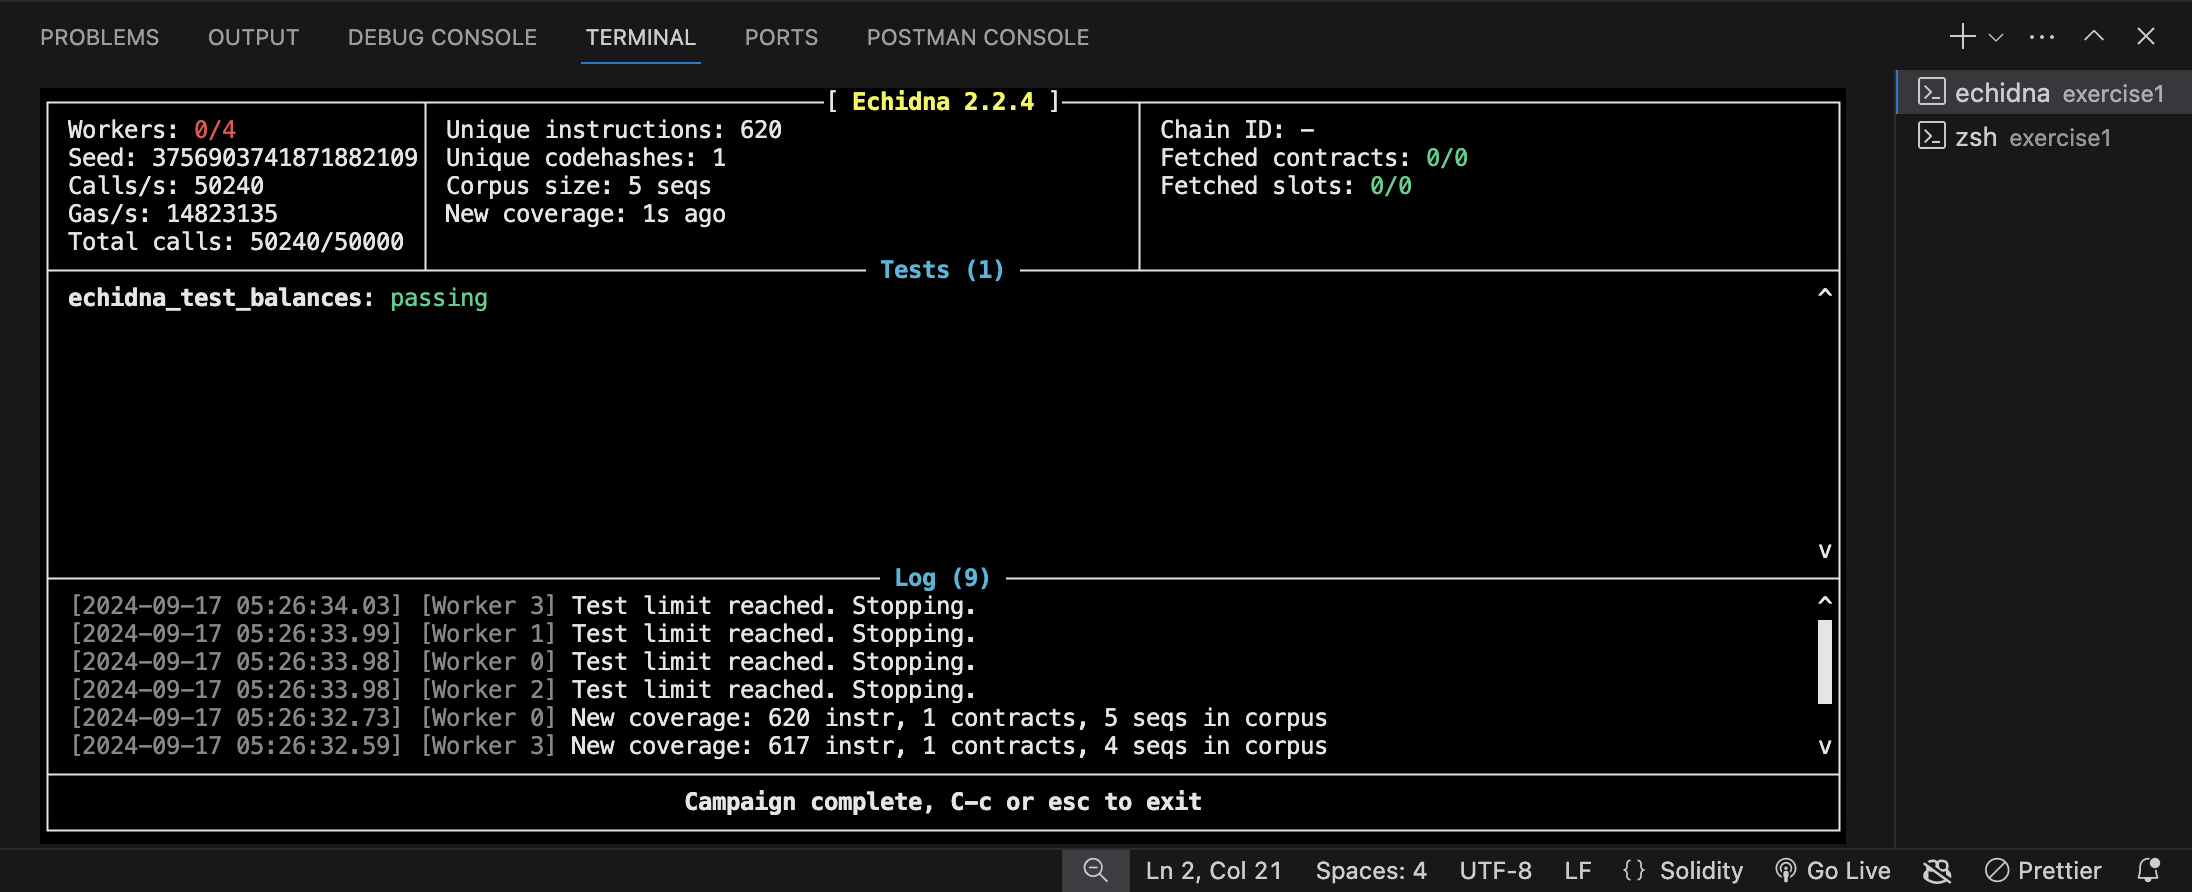 PROBLEMS OUTPUT DEBUG CONSOLE TERMINAL PORTS POSTMAN CONSOLE
echidna exercise1
zsh exercise1
[ Echidna 2.2.4 ]
Workers: 0/4
Seed: 3756903741871882109
Calls/s: 50240
Gas/s: 14823135
Total calls: 50240/50000
Unique instructions: 620
Unique codehashes: 1
Corpus size: 5 seqs
New coverage: 1s ago
Chain ID: -
Fetched contracts: 0/0
Fetched slots: 0/0
Tests (1)
echidna_test_balances: passing
Log (9)
[2024-09-17 05:26:34.03] [Worker 3] Test limit reached. Stopping.
[2024-09-17 05:26:33.99] [Worker 1] Test limit reached. Stopping.
[2024-09-17 05:26:33.98] [Worker 0] Test limit reached. Stopping.
[2024-09-17 05:26:33.98] [Worker 2] Test limit reached. Stopping.
[2024-09-17 05:26:32.73] [Worker 0] New coverage: 620 instr, 1 contracts, 5 seqs in corpus
[2024-09-17 05:26:32.59] [Worker 3] New coverage: 617 instr, 1 contracts, 4 seqs in corpus
Campaign complete, C-c or esc to exit
Ln 2, Col 21 Spaces: 4 UTF-8 LF {} Solidity Go Live Prettier